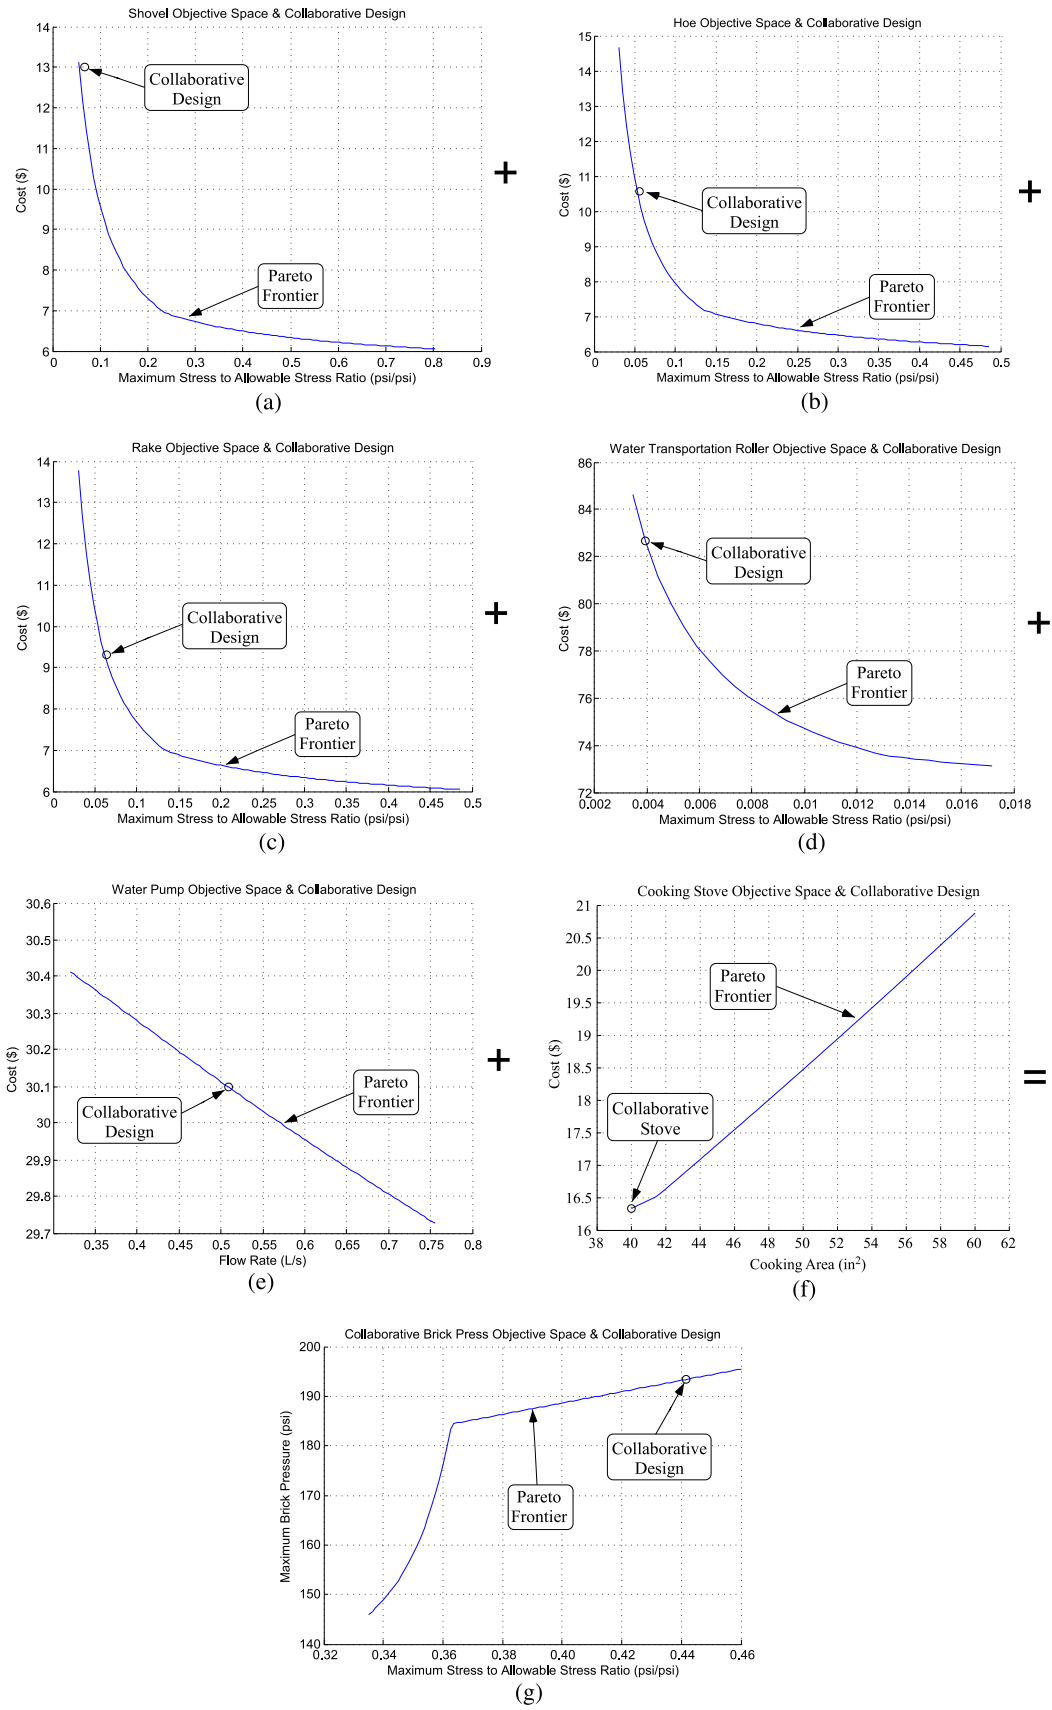 Shovel Objective Space & Collaborative Design
14
13
12
11
10
9
8
7
6
Cost ($)
Collaborative
Design
Pareto
Frontier
0 0.1 0.2 0.3 0.4 0.5 0.6 0.7 0.8 0.9
Maximum Stress to Allowable Stress Ratio (psi/psi)
(a)
+
Hoe Objective Space & Collaborative Design
15
14
13
12
11
10
9
8
7
6
Cost ($)
Collaborative
Design
Pareto
Frontier
0 0.05 0.1 0.15 0.2 0.25 0.3 0.35 0.4 0.45 0.5
Maximum Stress to Allowable Stress Ratio (psi/psi)
(b)
+
Rake Objective Space & Collaborative Design
14
13
12
11
10
9
8
7
6
Cost ($)
Collaborative
Design
Pareto
Frontier
0 0.05 0.1 0.15 0.2 0.25 0.3 0.35 0.4 0.45 0.5
Maximum Stress to Allowable Stress Ratio (psi/psi)
(c)
+
Water Transportation Roller Objective Space & Collaborative Design
86
84
82
80
78
76
74
72
Cost ($)
Collaborative
Design
Pareto
Frontier
0.002 0.004 0.006 0.008 0.01 0.012 0.014 0.016 0.018
Maximum Stress to Allowable Stress Ratio (psi/psi)
(d)
+
Water Pump Objective Space & Collaborative Design
30.6
30.5
30.4
30.3
30.2
30.1
30
29.9
29.8
29.7
Cost ($)
Pareto
Frontier
Collaborative
Design
0.35 0.4 0.45 0.5 0.55 0.6 0.65 0.7 0.75 0.8
Flow Rate (L/s)
(e)
+
Cooking Stove Objective Space & Collaborative Design
21
20.5
20
19.5
19
18.5
18
17.5
17
16.5
16
Cost ($)
Pareto
Frontier
Collaborative
Stove
38 40 42 44 46 48 50 52 54 56 58 60 62
Cooking Area (in²)
(f)
=
Collaborative Brick Press Objective Space & Collaborative Design
200
190
180
170
160
150
140
Maximum Brick Pressure (psi)
Collaborative
Design
Pareto
Frontier
0.32 0.34 0.36 0.38 0.40 0.42 0.44 0.46
Maximum Stress to Allowable Stress Ratio (psi/psi)
(g)